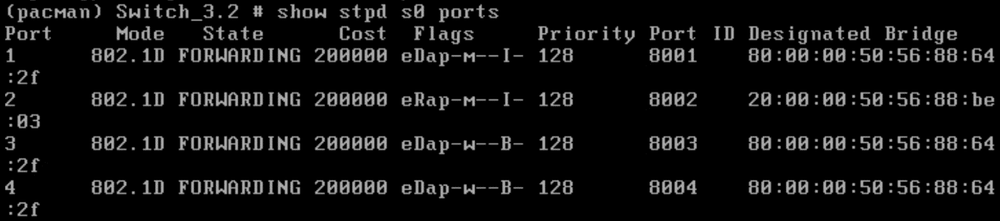 (pacman) Switch_3.2 # show stpd s0 ports
Port     Mode   State      Cost  Flags     Priority Port ID Designated Bridge
1      802.1D FORWARDING 200000 eDap-m--I- 128      8001    80:00:00:50:56:88:64
:2f
2      802.1D FORWARDING 200000 eRap-m--I- 128      8002    20:00:00:50:56:88:be
:03
3      802.1D FORWARDING 200000 eDap-w--B- 128      8003    80:00:00:50:56:88:64
:2f
4      802.1D FORWARDING 200000 eDap-w--B- 128      8004    80:00:00:50:56:88:64
:2f